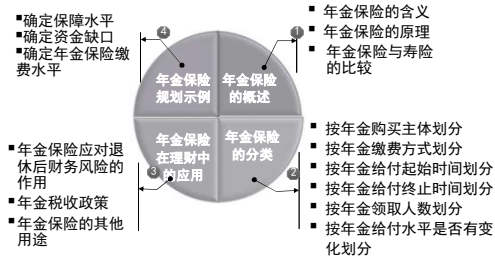 ▪确定保障水平
▪确定资金缺口
▪确定年金保险缴
费水平
4
1
▪ 年金保险的含义
▪ 年金保险的原理
▪ 年金保险与寿险
的比较
年金保险
规划示例
年金保险
的概述
年金保险
在理财中
的应用
年金保险
的分类
3
2
▪年金保险应对退
休后财务风险的
作用
▪年金税收政策
▪年金保险的其他
用途
▪ 按年金购买主体划分
▪ 按年金缴费方式划分
▪ 按年金给付起始时间划分
▪ 按年金给付终止时间划分
▪ 按年金领取人数划分
▪ 按年金给付水平是否有变
化划分